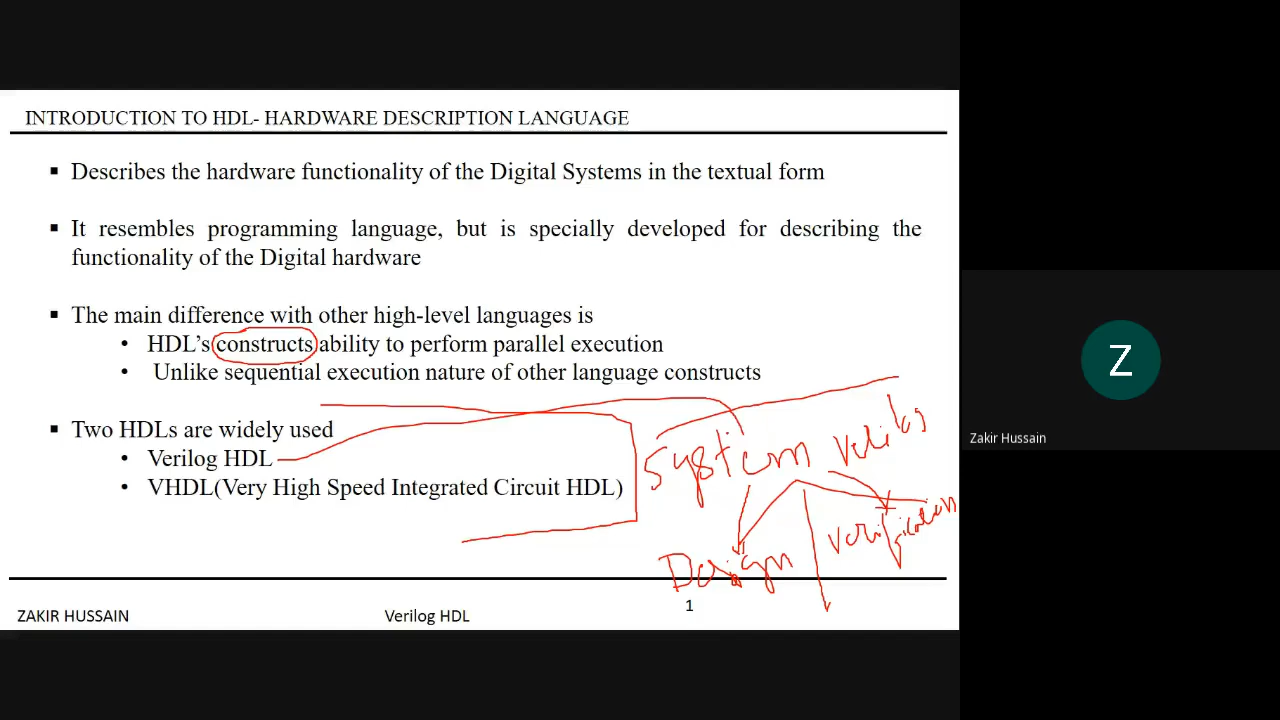 INTRODUCTION TO HDL- HARDWARE DESCRIPTION LANGUAGE
▪ Describes the hardware functionality of the Digital Systems in the textual form
▪ It resembles programming language, but is specially developed for describing the
functionality of the Digital hardware
▪ The main difference with other high-level languages is
• HDL’s constructs ability to perform parallel execution
• Unlike sequential execution nature of other language constructs
▪ Two HDLs are widely used
• Verilog HDL
• VHDL(Very High Speed Integrated Circuit HDL)
System Verilog
Design
Verification
ZAKIR HUSSAIN
Verilog HDL
1
Z
Zakir Hussain